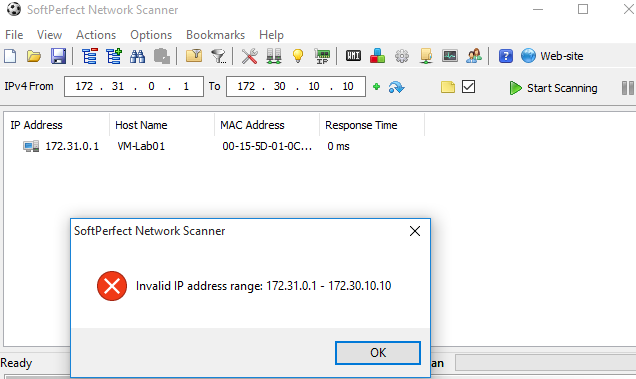 SoftPerfect Network Scanner
File View Actions Options Bookmarks Help
IP WMI ? Web-site
IPv4 From 172 . 31 . 0 . 1 To 172 . 30 . 10 . 10 Start Scanning
IP Address Host Name MAC Address Response Time
172.31.0.1 VM-Lab01 00-15-5D-01-0C... 0 ms
SoftPerfect Network Scanner
Invalid IP address range: 172.31.0.1 - 172.30.10.10
OK
Ready an